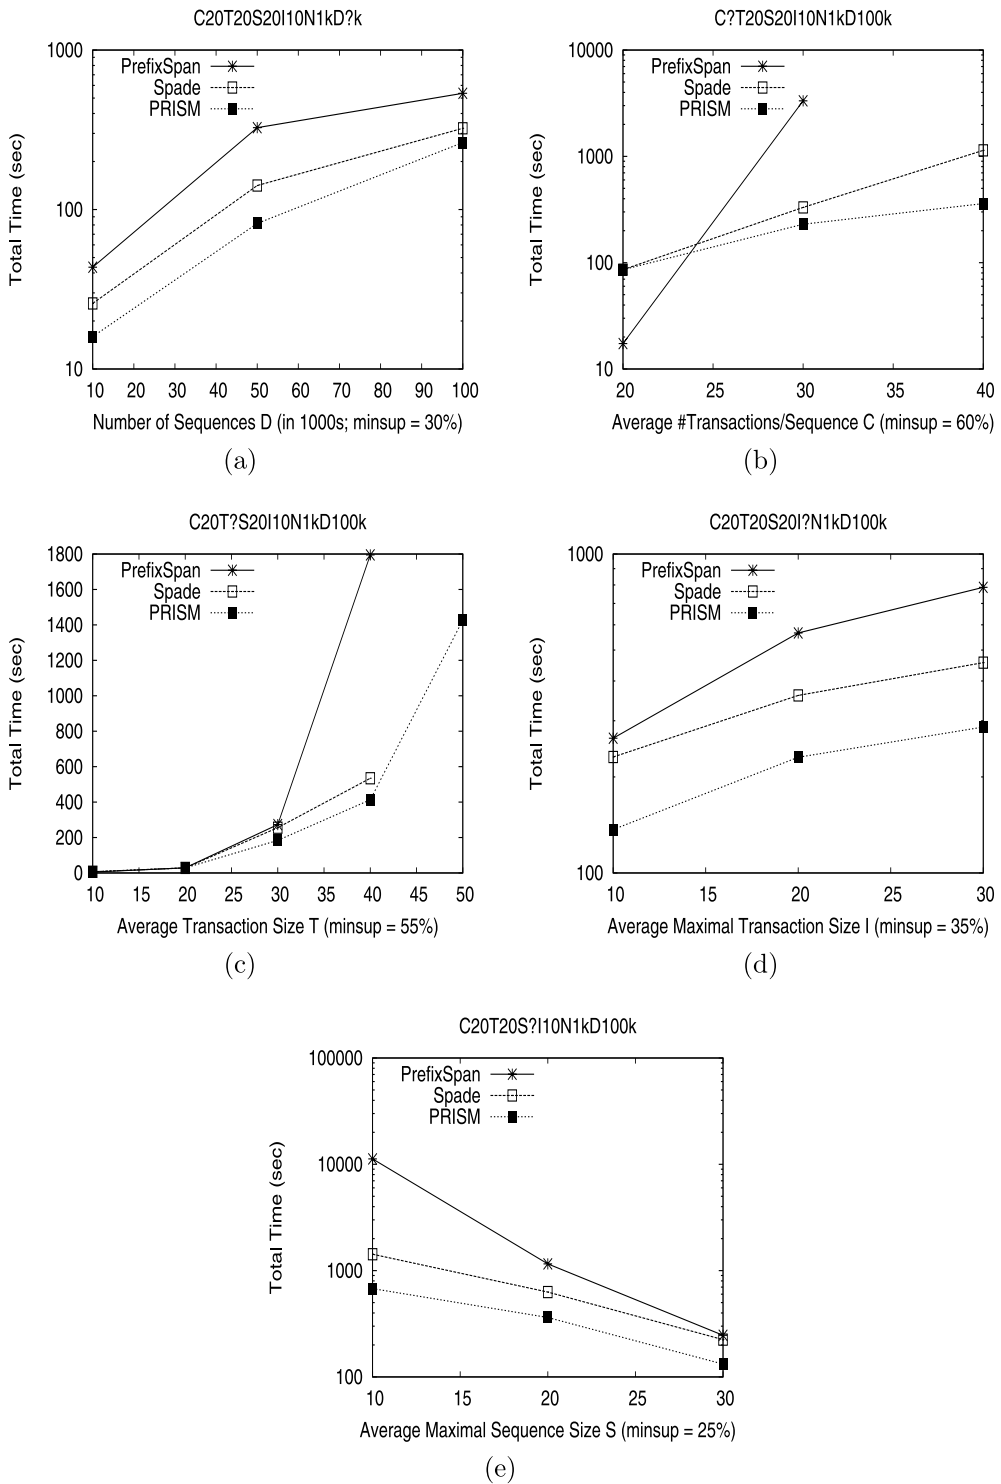 C20T20S20I10N1kD?k
1000
100
10
Total Time (sec)
PrefixSpan
Spade
PRISM
10 20 30 40 50 60 70 80 90 100
Number of Sequences D (in 1000s; minsup = 30%)
(a)
C?T20S20I10N1kD100k
10000
1000
100
10
Total Time (sec)
PrefixSpan
Spade
PRISM
20 25 30 35 40
Average #Transactions/Sequence C (minsup = 60%)
(b)
C20T?S20I10N1kD100k
1800
1600
1400
1200
1000
800
600
400
200
0
Total Time (sec)
PrefixSpan
Spade
PRISM
10 15 20 25 30 35 40 45 50
Average Transaction Size T (minsup = 55%)
(c)
C20T20S20I?N1kD100k
1000
100
Total Time (sec)
PrefixSpan
Spade
PRISM
10 15 20 25 30
Average Maximal Transaction Size I (minsup = 35%)
(d)
C20T20S?I10N1kD100k
100000
10000
1000
100
Total Time (sec)
PrefixSpan
Spade
PRISM
10 15 20 25 30
Average Maximal Sequence Size S (minsup = 25%)
(e)